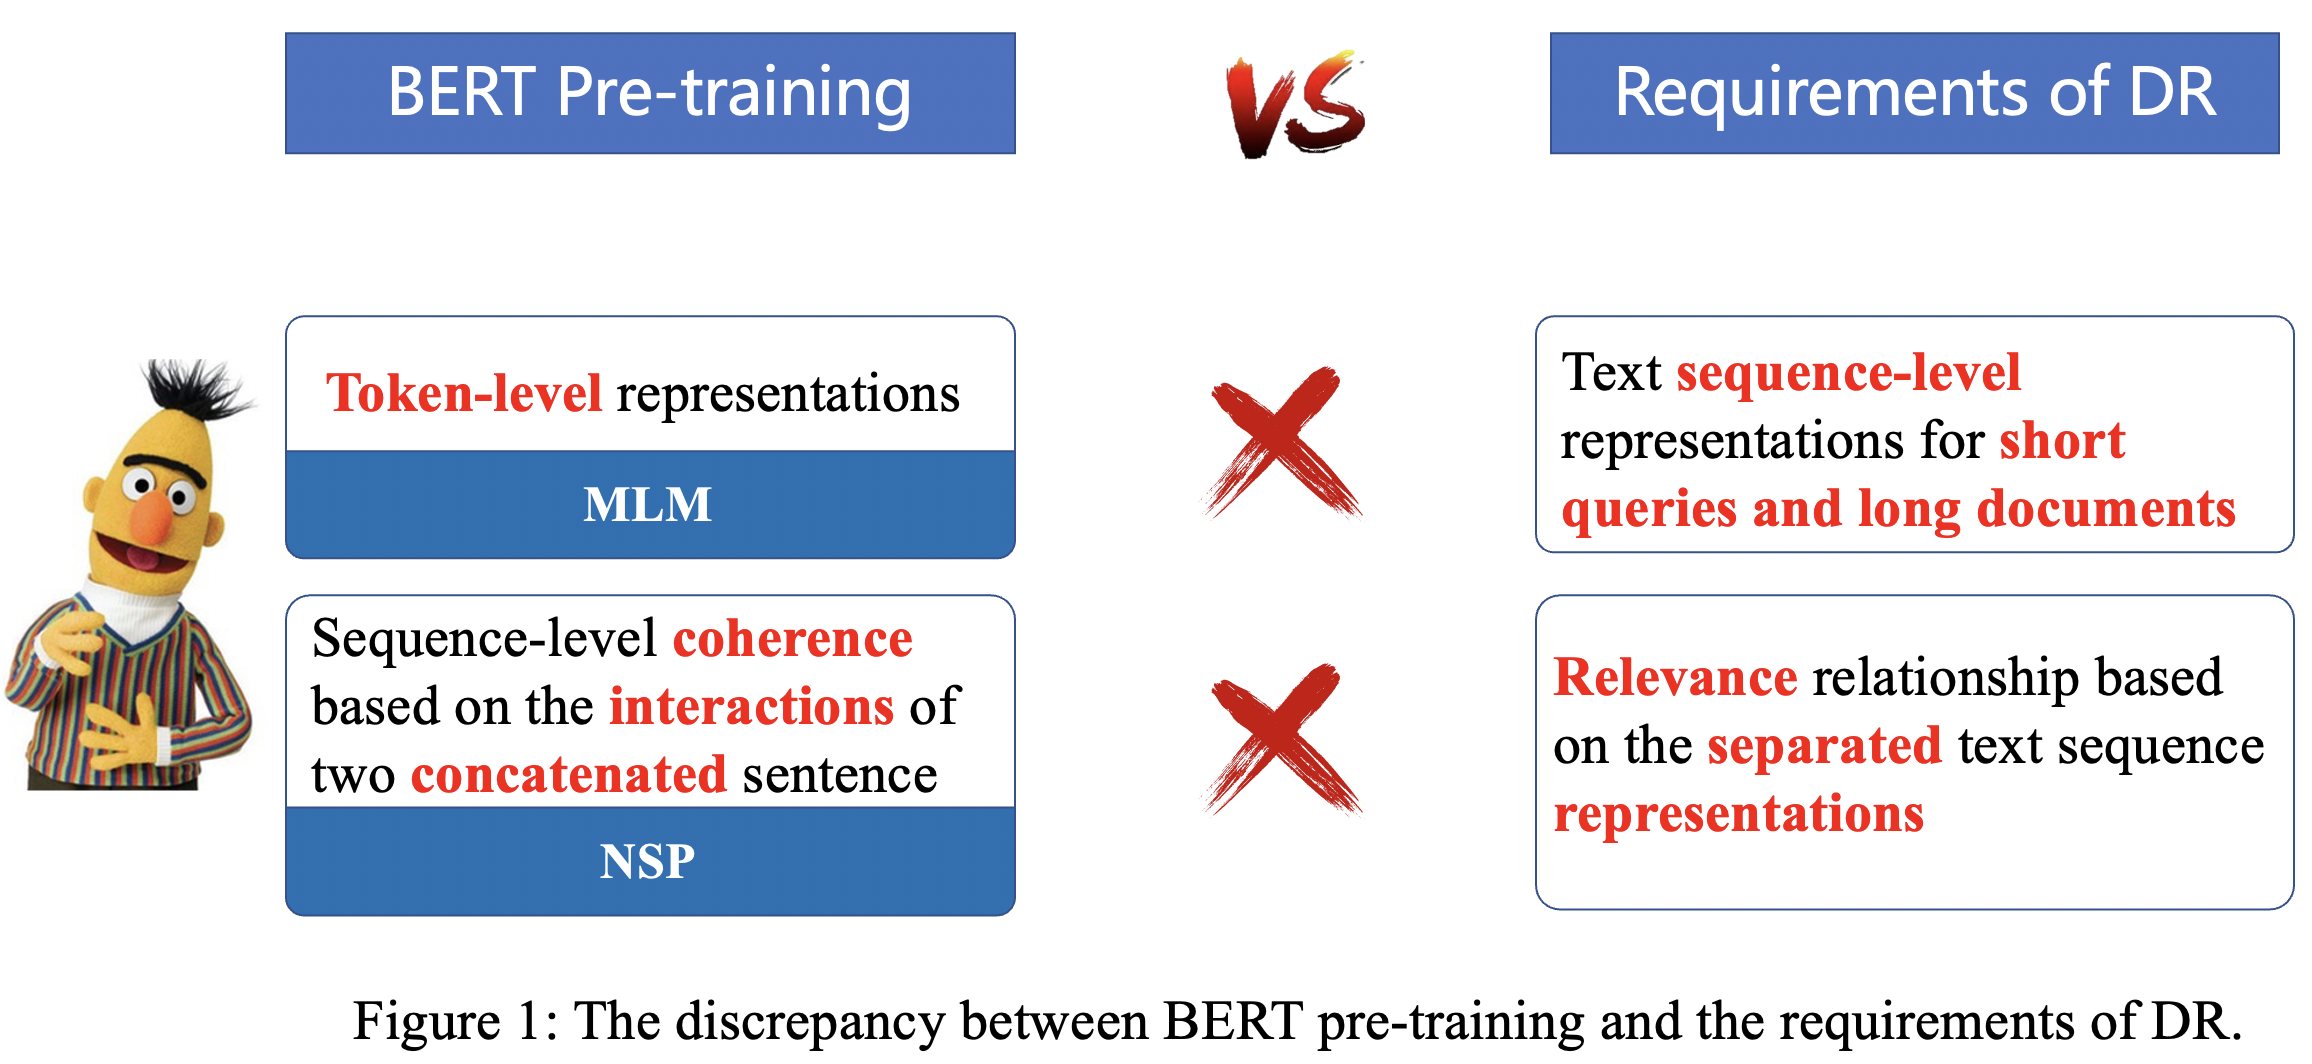 BERT Pre-training
VS
Requirements of DR
Token-level representations
MLM
Text sequence-level
representations for short
queries and long documents
Sequence-level coherence
based on the interactions of
two concatenated sentence
NSP
Relevance relationship based
on the separated text sequence
representations
Figure 1: The discrepancy between BERT pre-training and the requirements of DR.